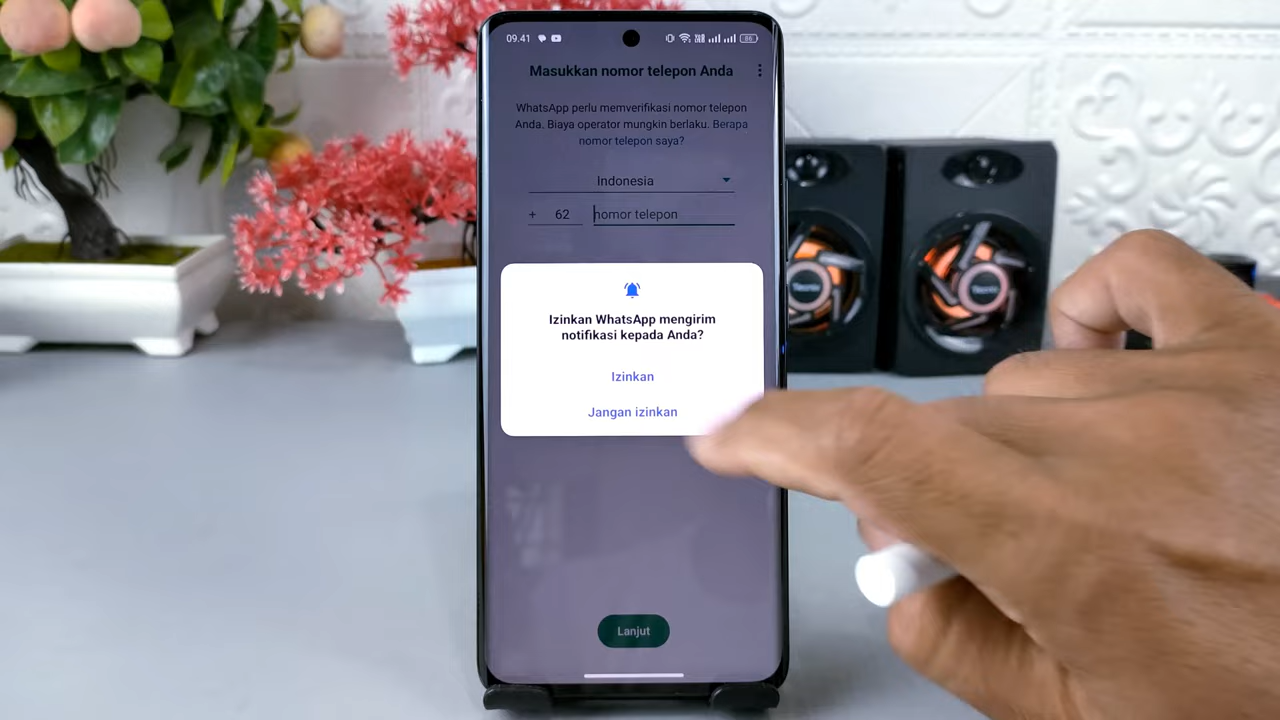 09.41
86
Masukkan nomor telepon Anda
WhatsApp perlu memverifikasi nomor telepon
Anda. Biaya operator mungkin berlaku. Berapa
nomor telepon saya?
Indonesia
+ 62 nomor telepon
Izinkan WhatsApp mengirim
notifikasi kepada Anda?
Izinkan
Jangan izinkan
Lanjut